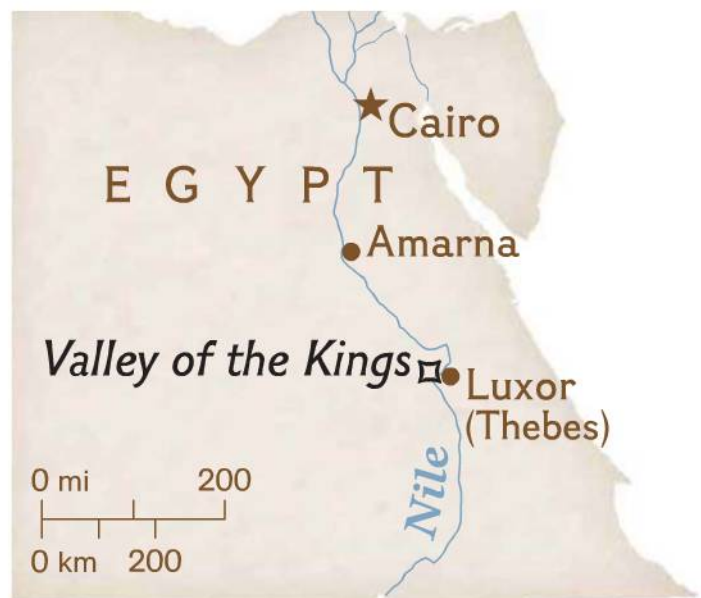 Cairo
EGYPT
Amarna
Valley of the Kings
Luxor
(Thebes)
Nile
0 mi 200
0 km 200